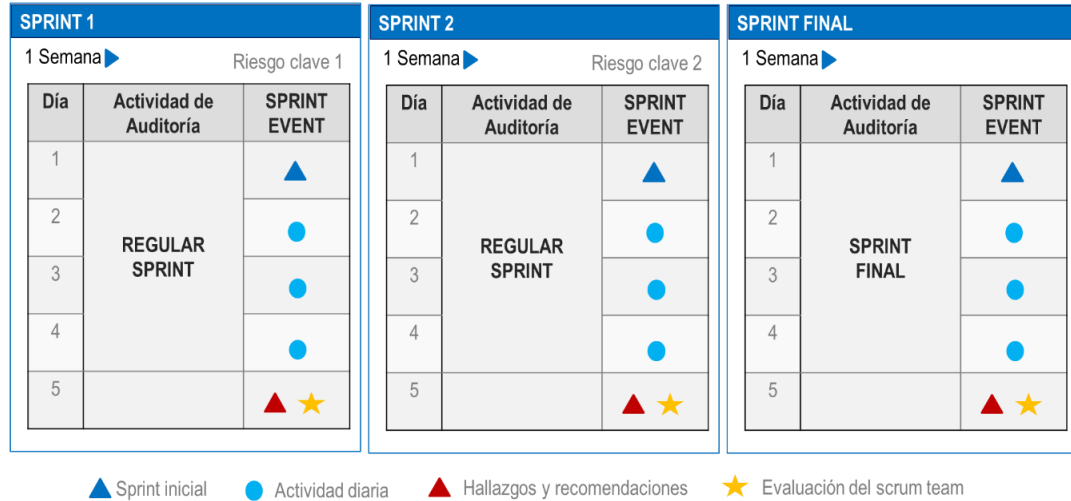 SPRINT 1
1 Semana
Riesgo clave 1
Día
Actividad de
Auditoría
SPRINT
EVENT
1
2
3
4
5
REGULAR
SPRINT
SPRINT 2
1 Semana
Riesgo clave 2
Día
Actividad de
Auditoría
SPRINT
EVENT
1
2
3
4
5
REGULAR
SPRINT
SPRINT FINAL
1 Semana
Día
Actividad de
Auditoría
SPRINT
EVENT
1
2
3
4
5
SPRINT
FINAL
Sprint inicial
Actividad diaria
Hallazgos y recomendaciones
Evaluación del scrum team